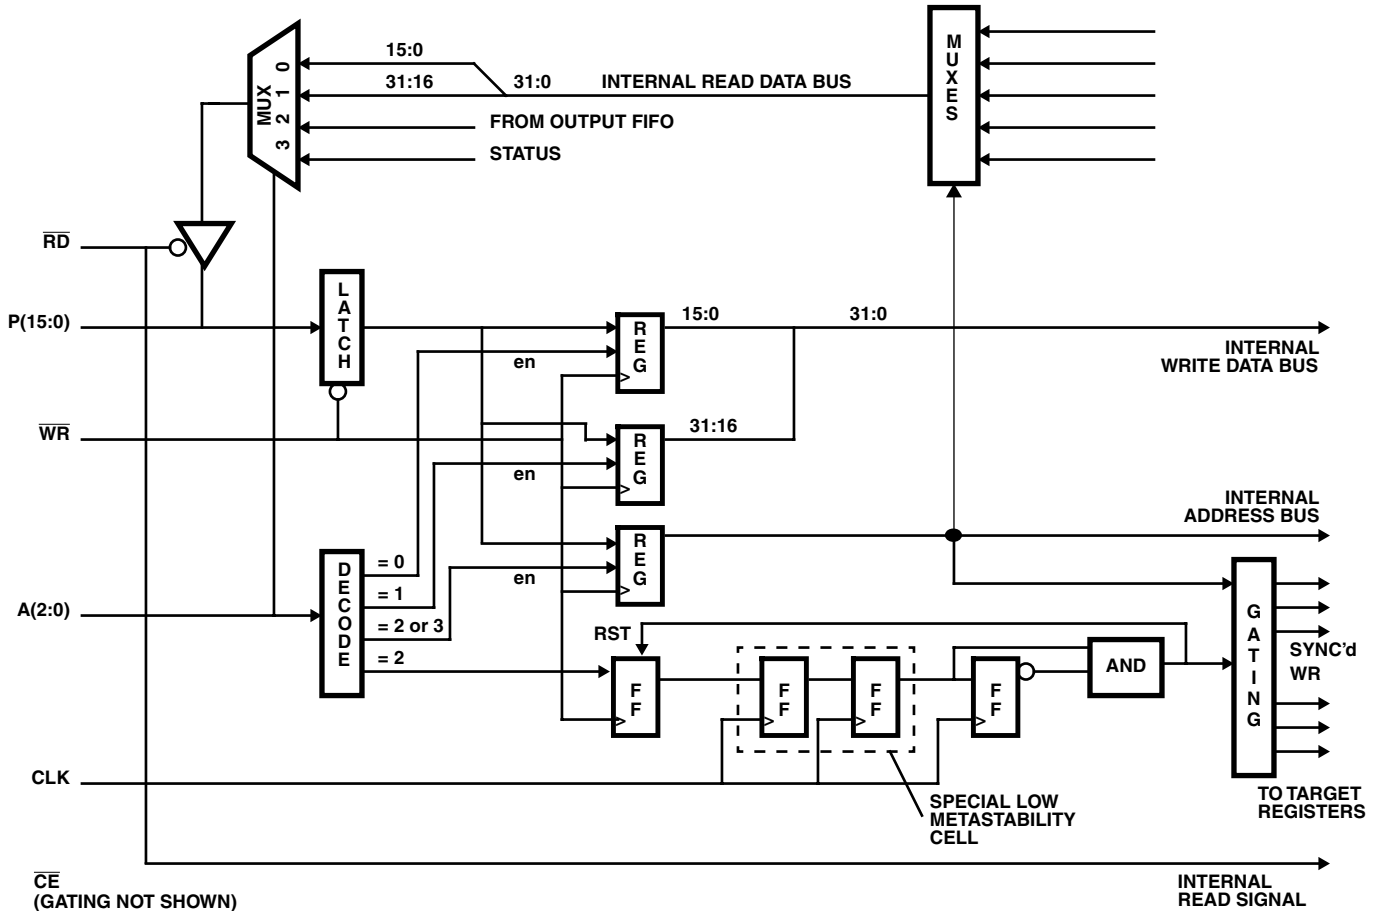 15:0
31:16
31:0
INTERNAL READ DATA BUS
FROM OUTPUT FIFO
STATUS
MUX
0
1
2
3
MUXES
RD
P(15:0)
LATCH
WR
REG
en
15:0
31:0
INTERNAL
WRITE DATA BUS
REG
en
31:16
REG
en
INTERNAL
ADDRESS BUS
A(2:0)
DECODE
= 0
= 1
= 2 or 3
= 2
RST
FF
FF
FF
FF
AND
GATING
SYNC'd
WR
CLK
SPECIAL LOW
METASTABILITY
CELL
TO TARGET
REGISTERS
CE
(GATING NOT SHOWN)
INTERNAL
READ SIGNAL